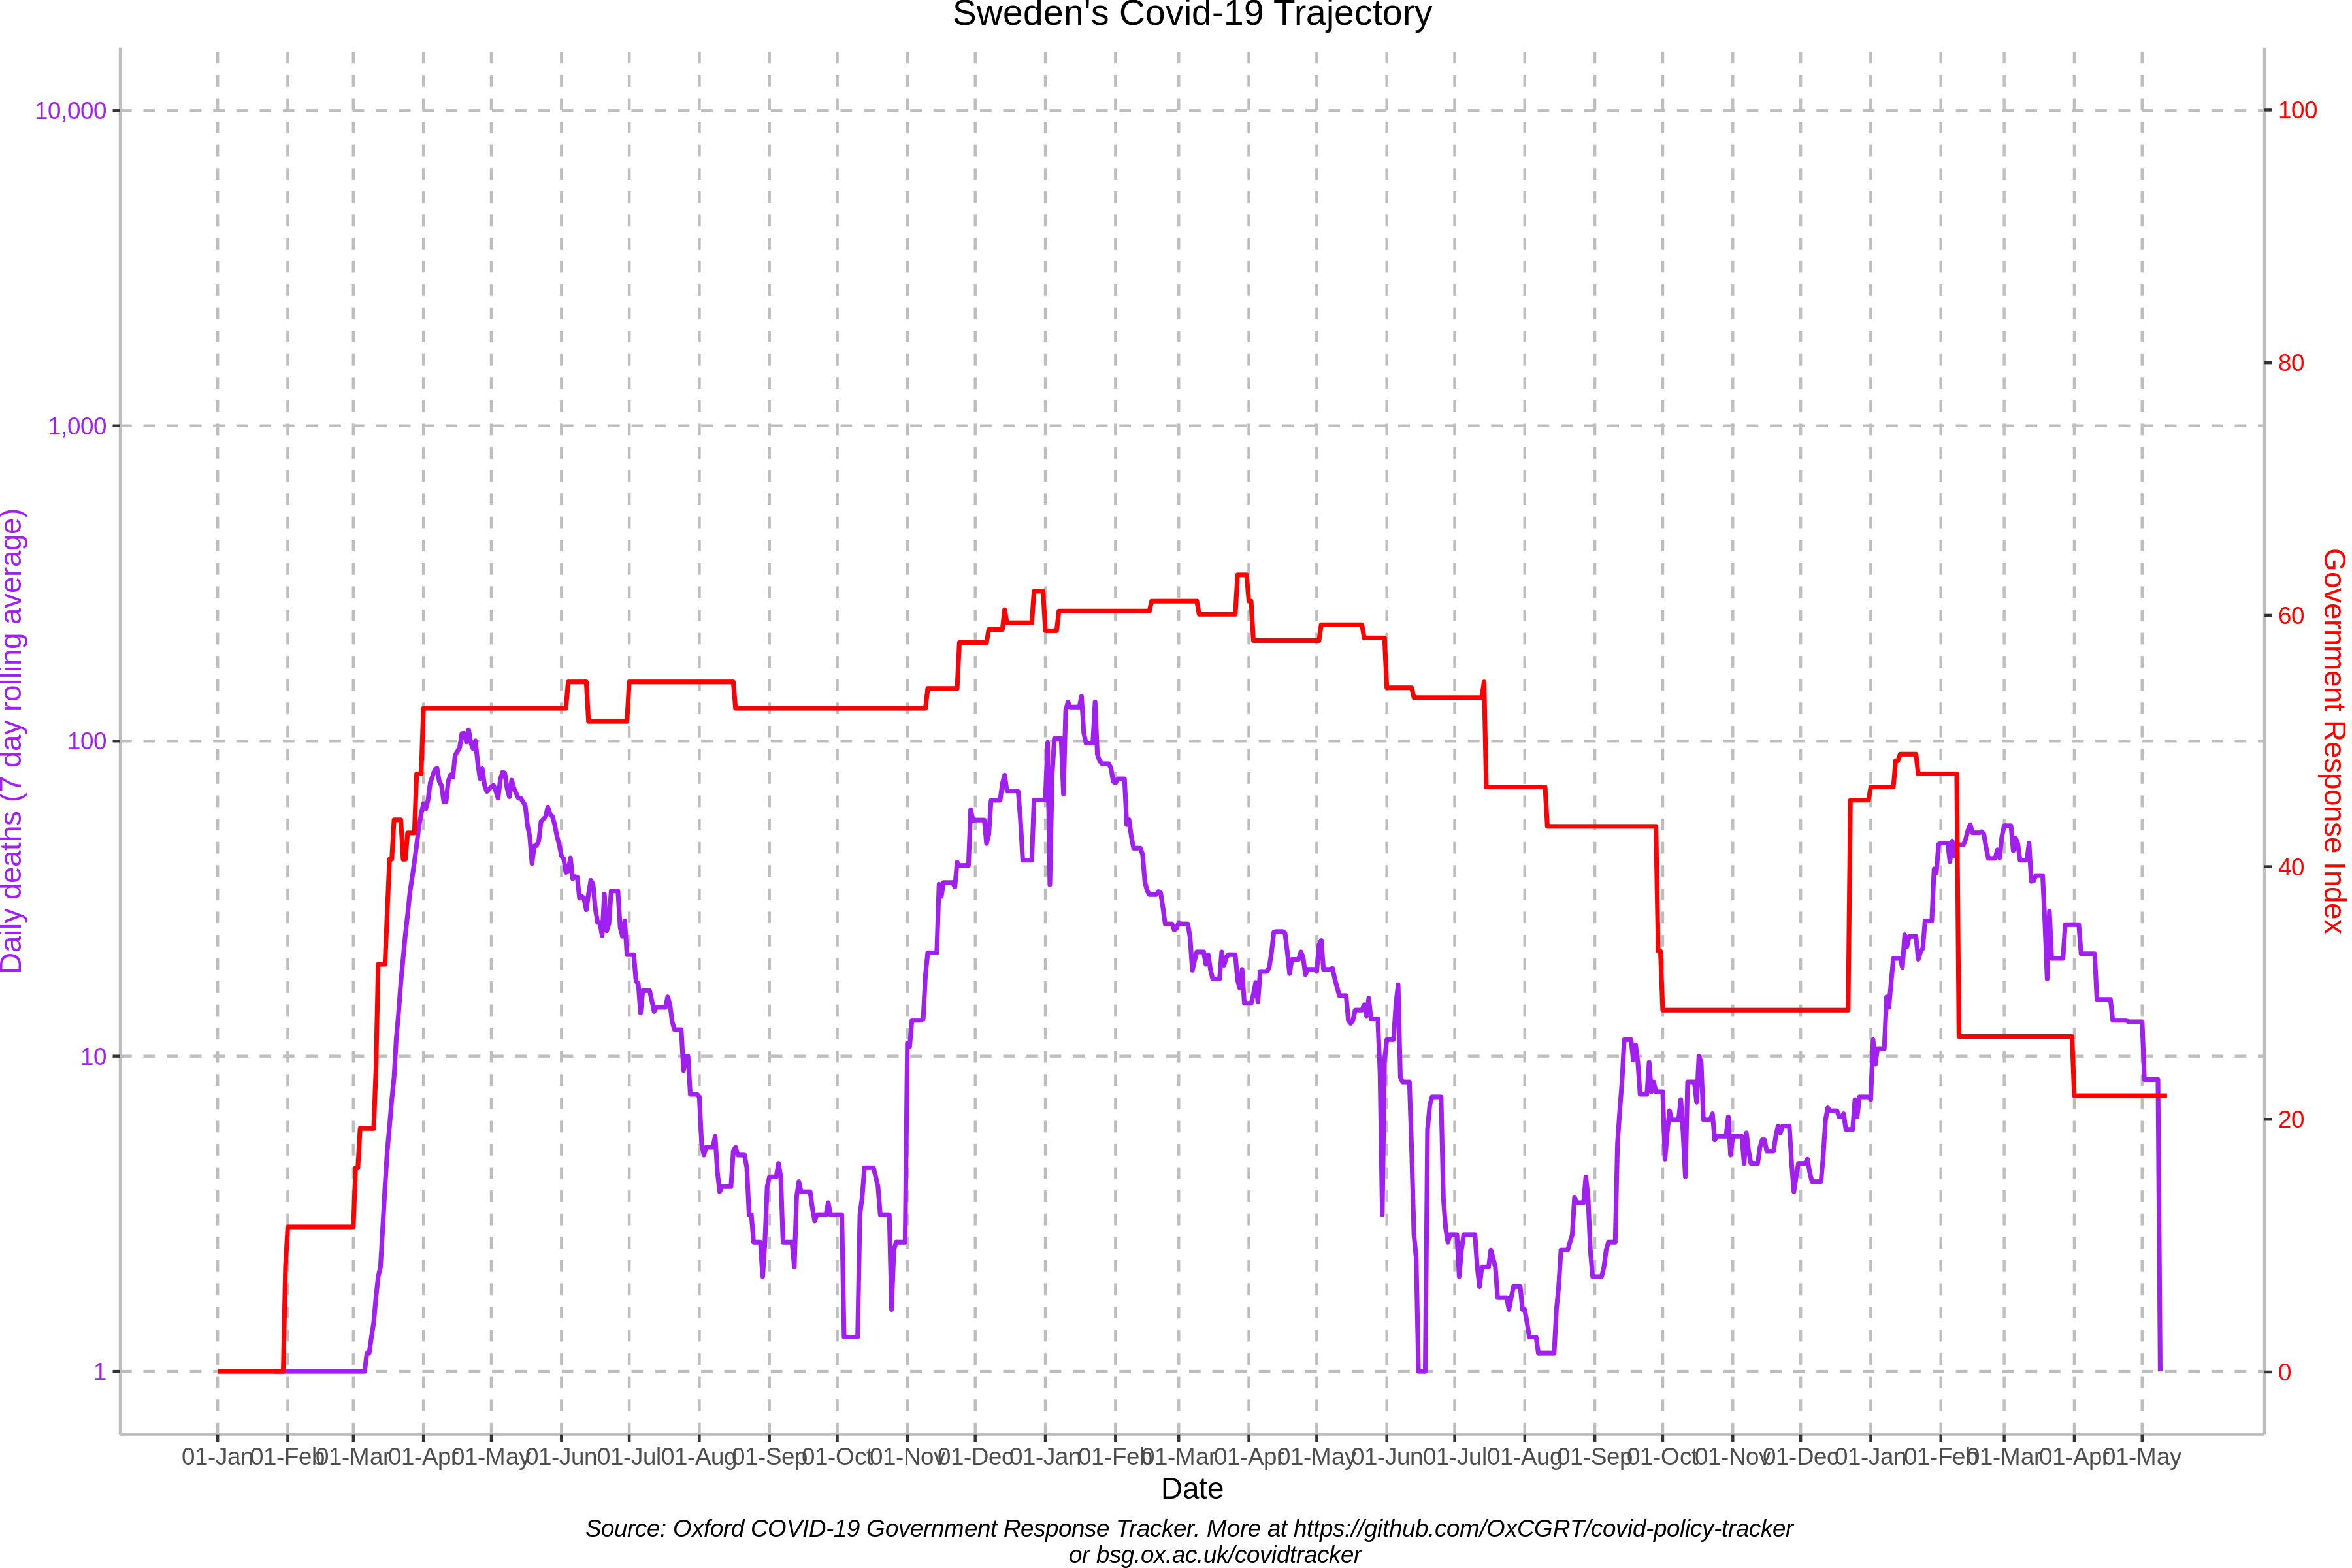 Sweden's Covid-19 Trajectory
10,000
1,000
100
10
1
Daily deaths (7 day rolling average)
100
80
60
40
20
0
Government Response Index
01-Jan 01-Feb 01-Mar 01-Apr 01-May 01-Jun 01-Jul 01-Aug 01-Sep 01-Oct 01-Nov 01-Dec 01-Jan 01-Feb 01-Mar 01-Apr 01-May 01-Jun 01-Jul 01-Aug 01-Sep 01-Oct 01-Nov 01-Dec 01-Jan 01-Feb 01-Mar 01-Apr 01-May
Date
Source: Oxford COVID-19 Government Response Tracker. More at https://github.com/OxCGRT/covid-policy-tracker
or bsg.ox.ac.uk/covidtracker